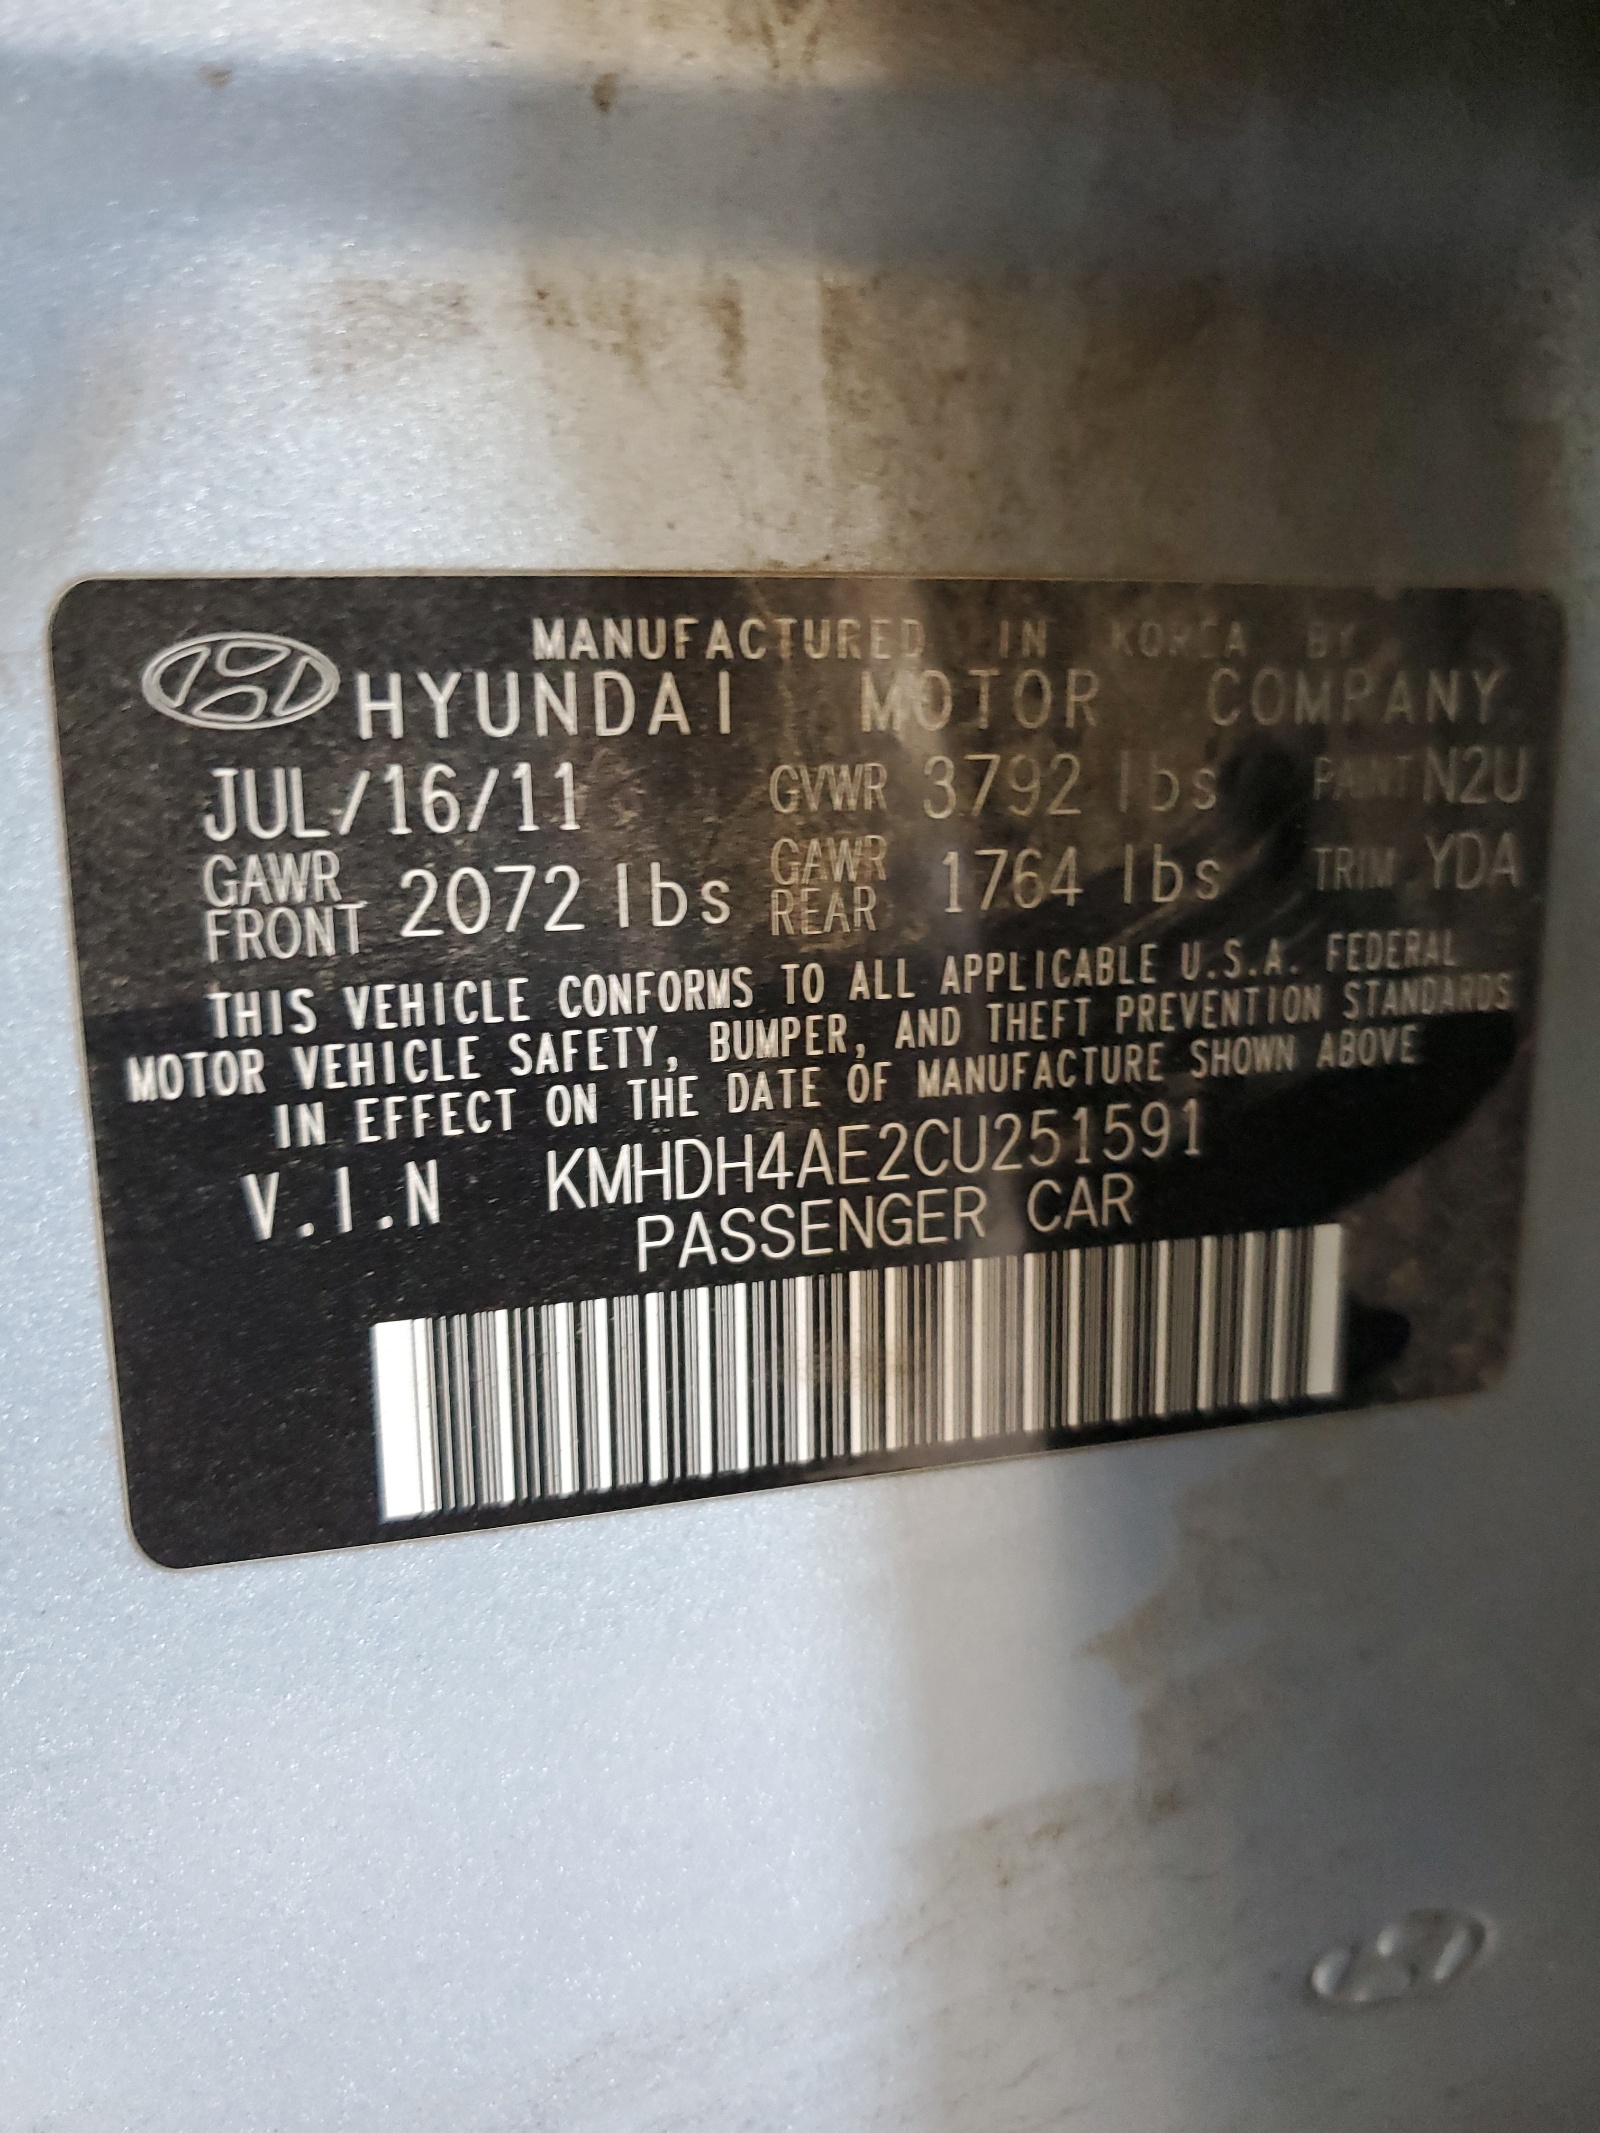 MANUFACTURED IN KOREA BY
HYUNDAI MOTOR COMPANY
JUL/16/11 GVWR 3792 lbs PAINT N2U
GAWR FRONT 2072 lbs GAWR REAR 1764 lbs TRIM YDA
THIS VEHICLE CONFORMS TO ALL APPLICABLE U.S.A. FEDERAL
MOTOR VEHICLE SAFETY, BUMPER, AND THEFT PREVENTION STANDARDS
IN EFFECT ON THE DATE OF MANUFACTURE SHOWN ABOVE
V.I.N KMHDH4AE2CU251591
PASSENGER CAR